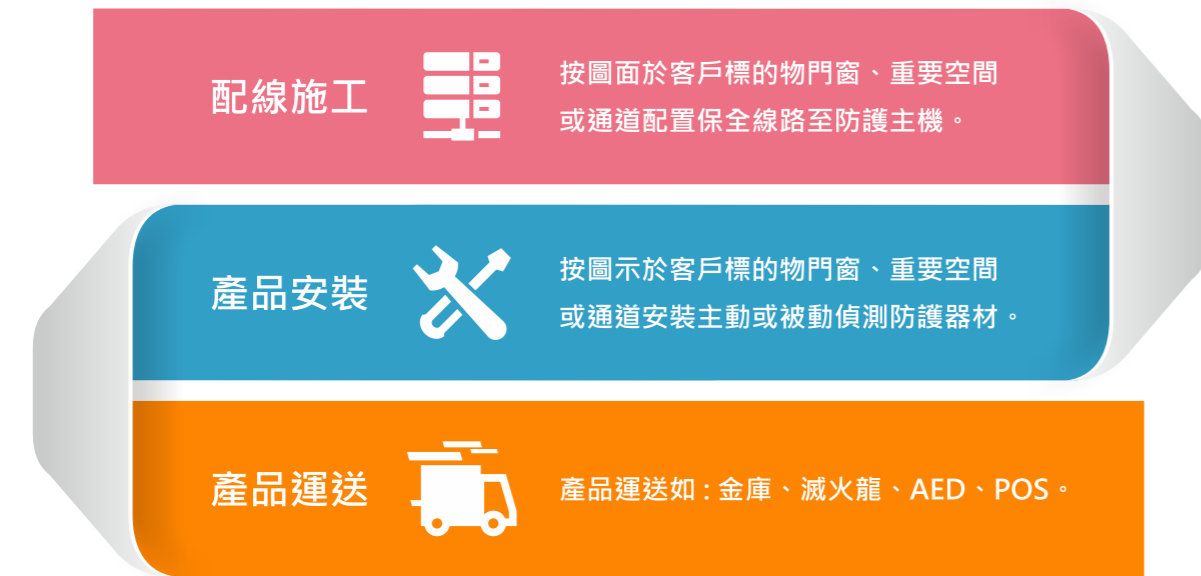 配線施工
按圖面於客戶標的物門窗、重要空間
或通道配置保全線路至防護主機。
產品安裝
按圖示於客戶標的物門窗、重要空間
或通道安裝主動或被動偵測防護器材。
產品運送
產品運送如:金庫、滅火龍、AED、POS。